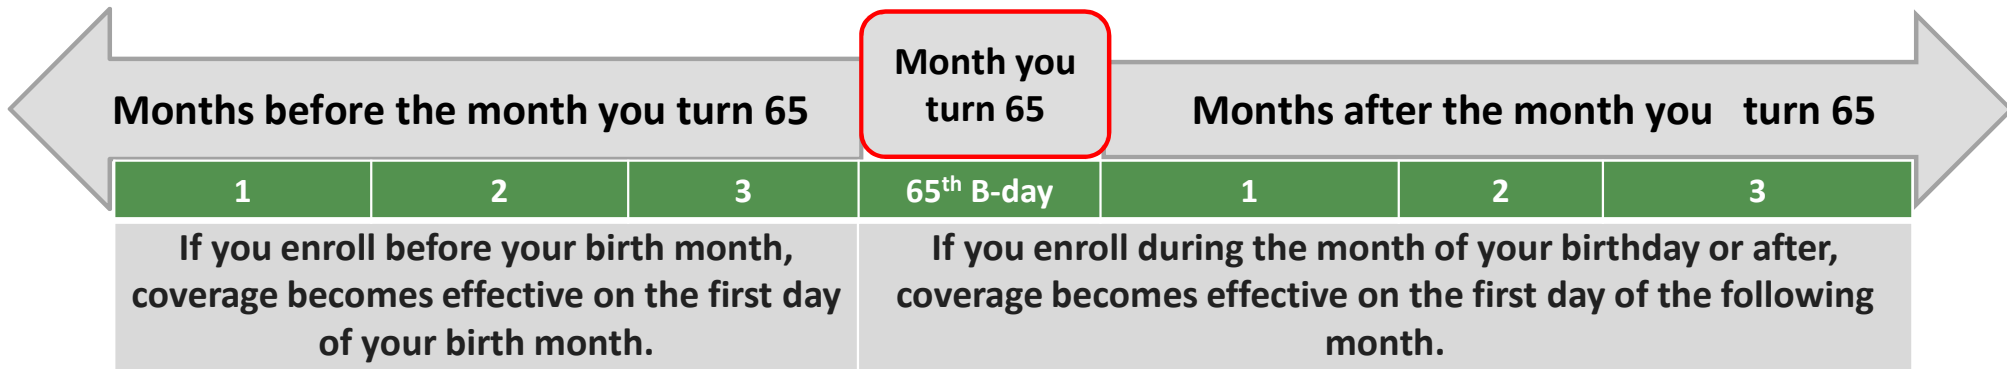 Month you
turn 65
Months before the month you turn 65
Months after the month you turn 65
1 2 3 65th B-day 1 2 3
If you enroll before your birth month,
coverage becomes effective on the first day
of your birth month.
If you enroll during the month of your birthday or after,
coverage becomes effective on the first day of the following
month.